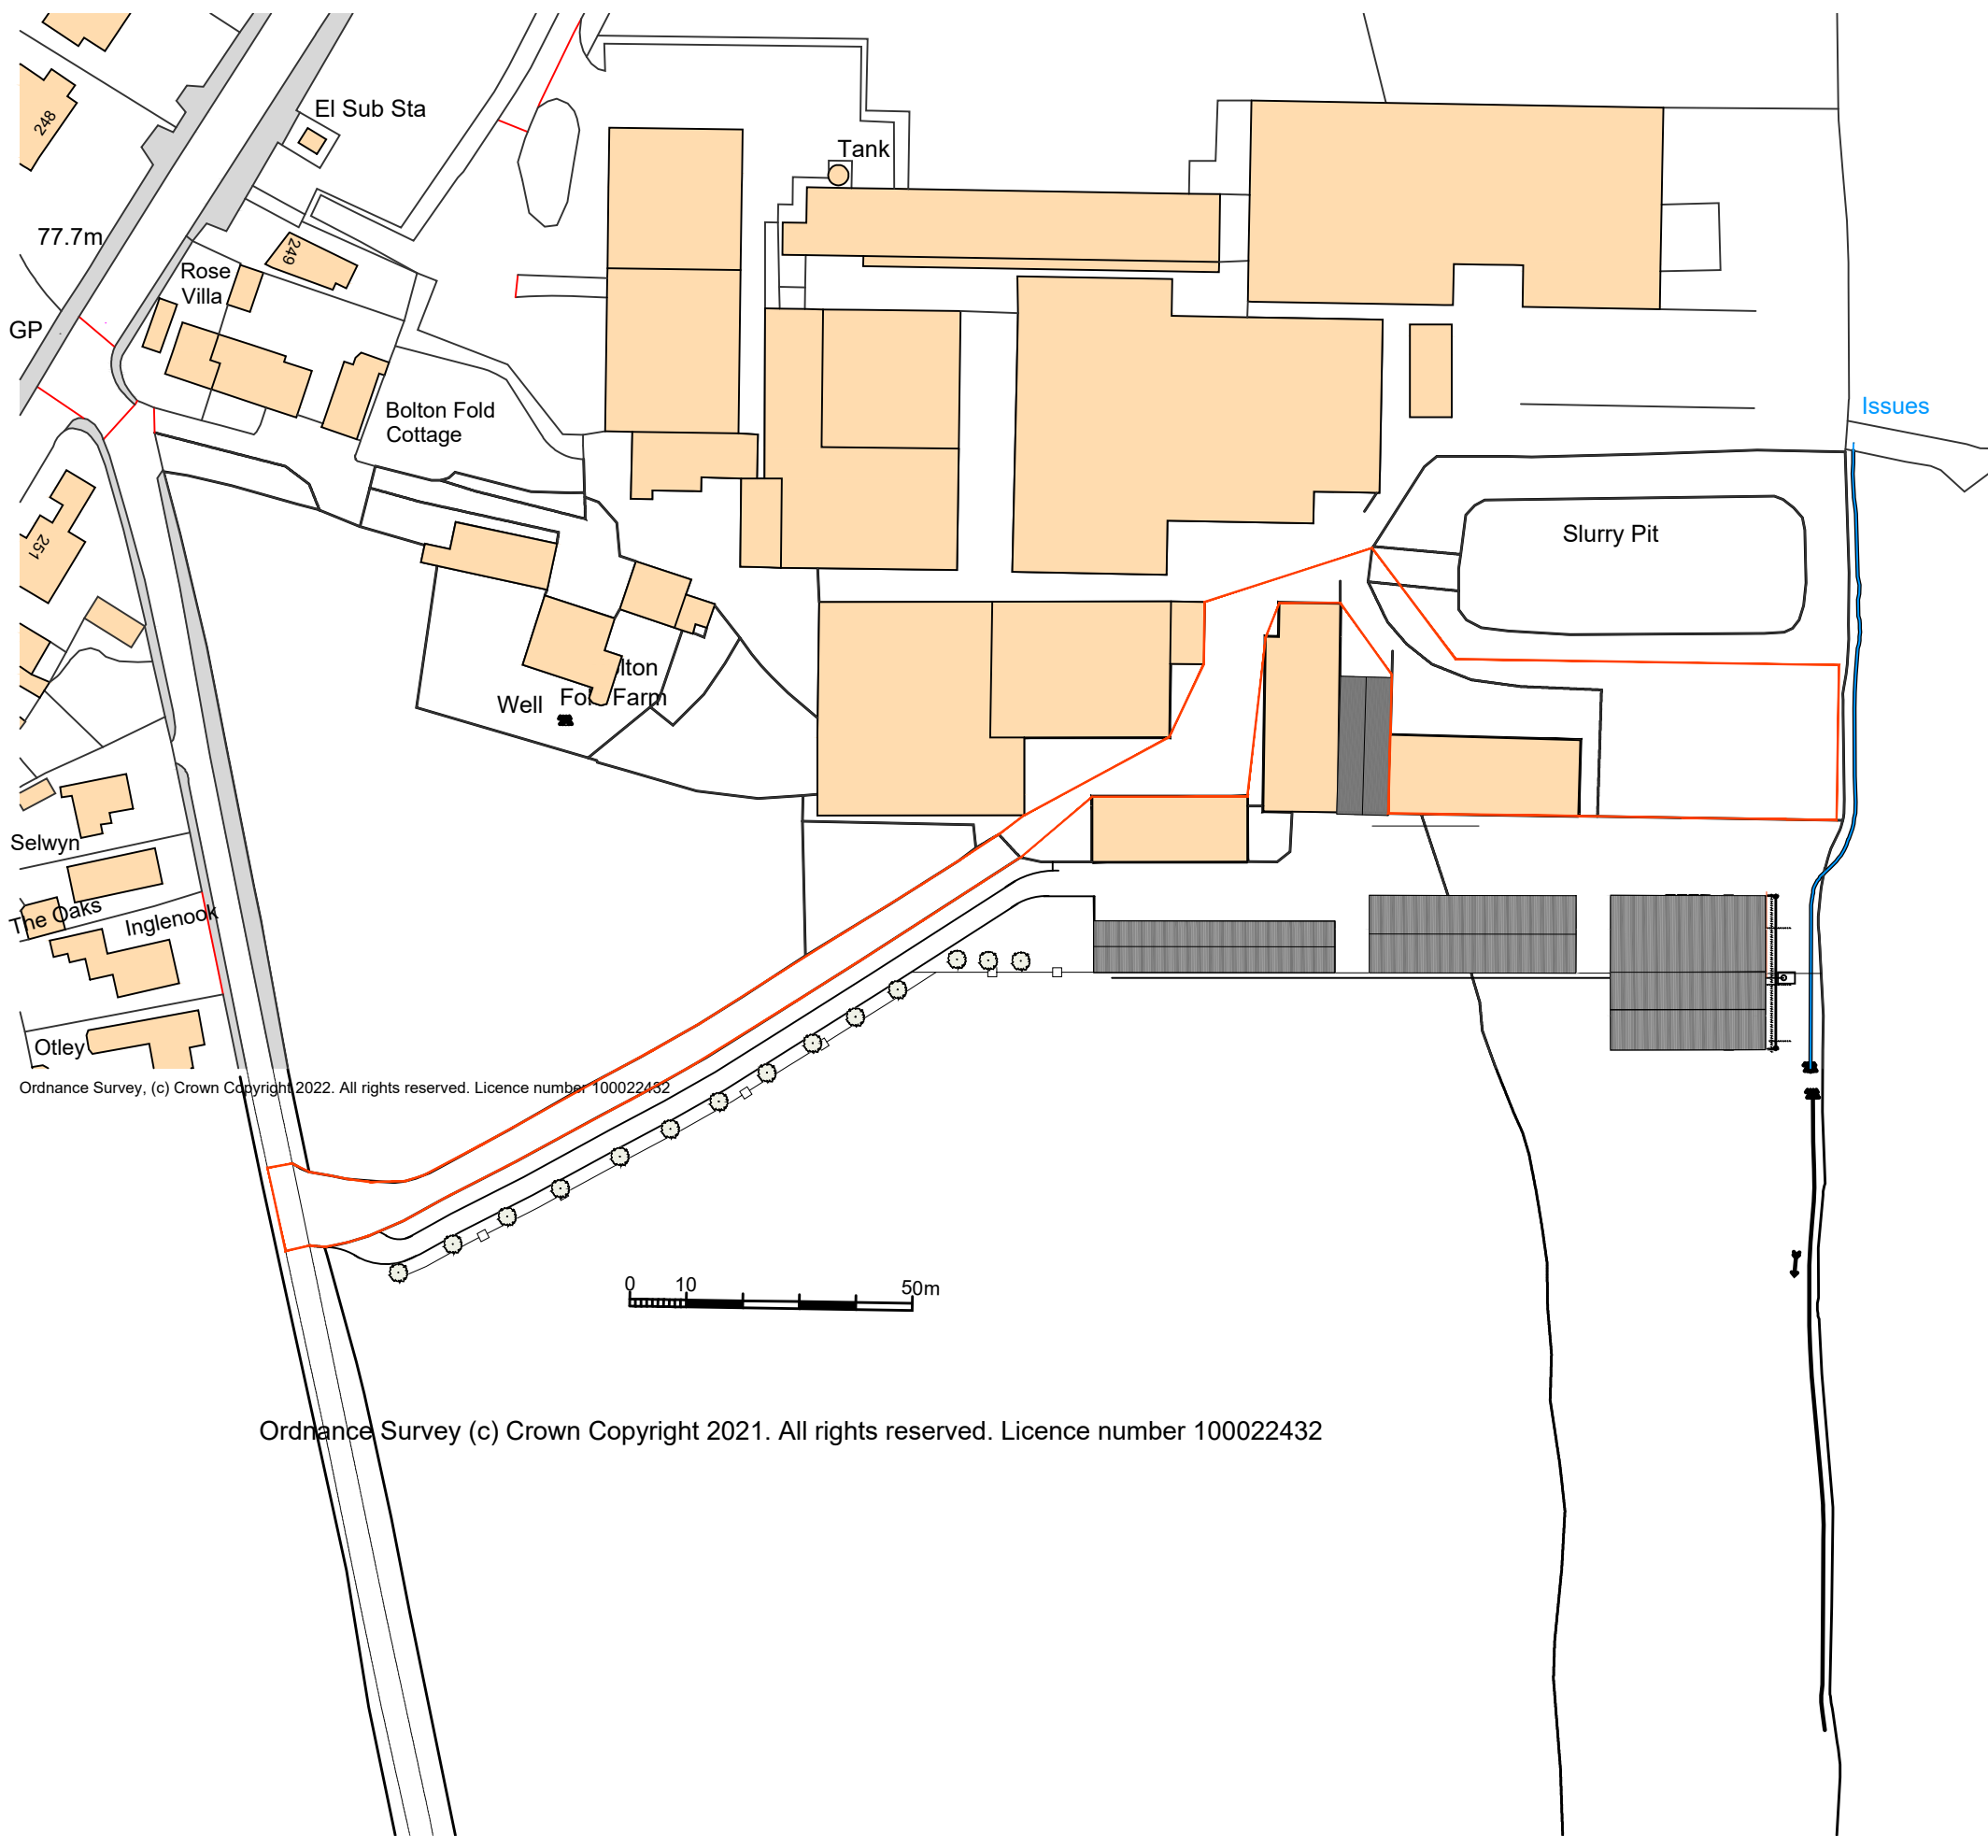 248
El Sub Sta
Tank
77.7m
249
Rose
Villa
GP
Issues
Bolton Fold
Cottage
251
Slurry Pit
Well
Farm
Selwyn
The Oaks
Inglenook
Otley
Ordnance Survey, (c) Crown Copyright 2022. All rights reserved. Licence number 100022432
0 10 50m
Ordnance Survey (c) Crown Copyright 2021. All rights reserved. Licence number 100022432